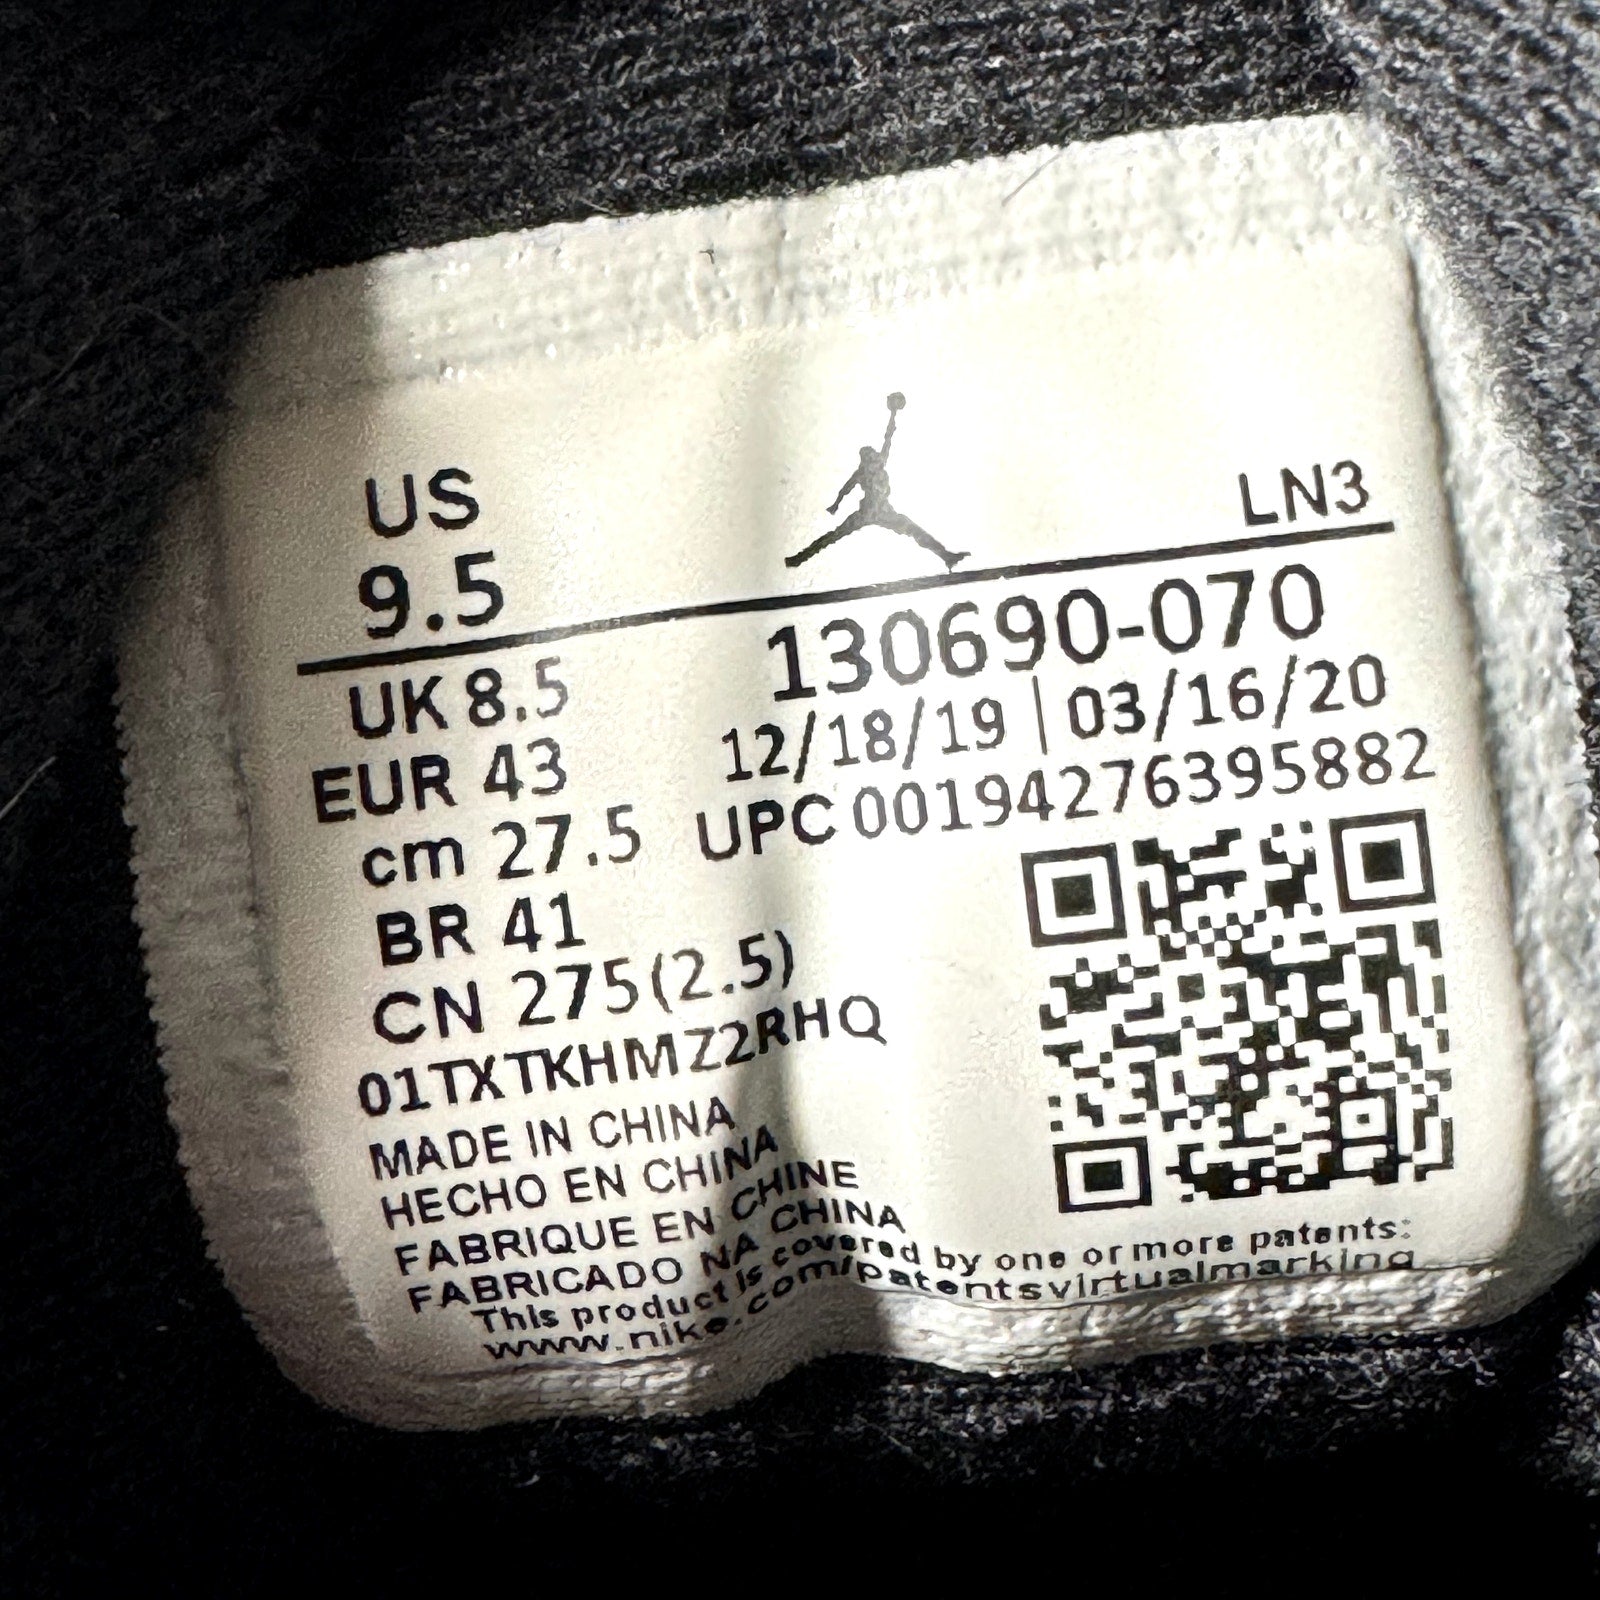 US
9.5
LN3
UK 8.5
EUR 43
cm 27.5
BR 41
CN 275(2.5)
130690-070
12/18/19 | 03/16/20
UPC 00194276395882
01TXTKHMZ2RHQ
MADE IN CHINA
HECHO EN CHINA
FABRIQUE EN CHINE
FABRICADO NA CHINA
This product is covered by one or more patents:
www.nike.com/patentsvirtualmarking